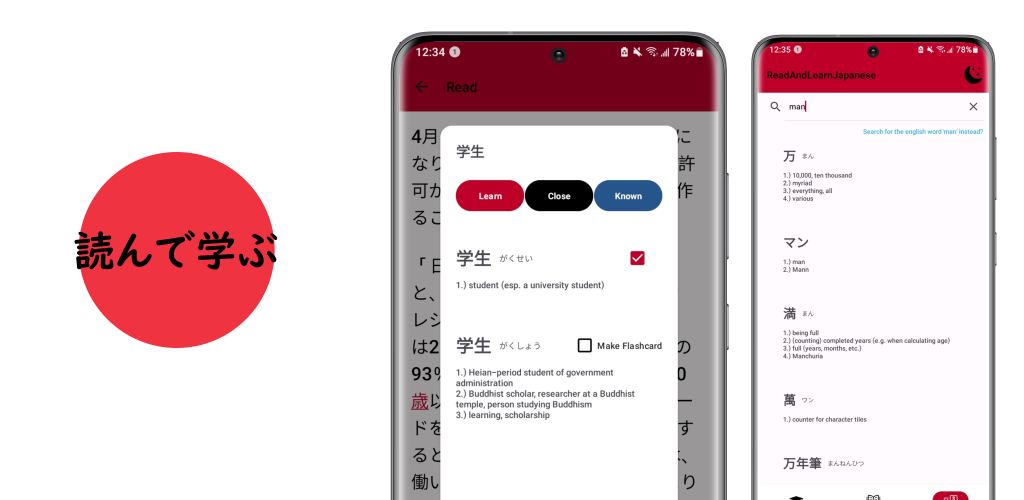 読んで学ぶ
12:34 1
78%
Read
4月
に
なり
許
可か
作
るこ
「日
と、
レジ
は2
の
93%
0
歳以
ー
ドを
す
ると
、
働い
り
学生
Learn
Close
Known
学生 がくせい
1.) student (esp. a university student)
学生 がくしょう
Make Flashcard
1.) Heian-period student of government
administration
2.) Buddhist scholar, researcher at a Buddhist
temple, person studying Buddhism
3.) learning, scholarship
12:35 1
78%
ReadAndLearnJapanese
man
Search for the english word 'man' instead?
万 まん
1.) 10,000, ten thousand
2.) myriad
3.) everything, all
4.) various
マン
1.) man
2.) Mann
満 まん
1.) being full
2.) (counting) completed years (e.g. when calculating age)
3.) full (years, months, etc.)
4.) Manchuria
萬 ワン
1.) counter for character tiles
万年筆 まんねんひつ